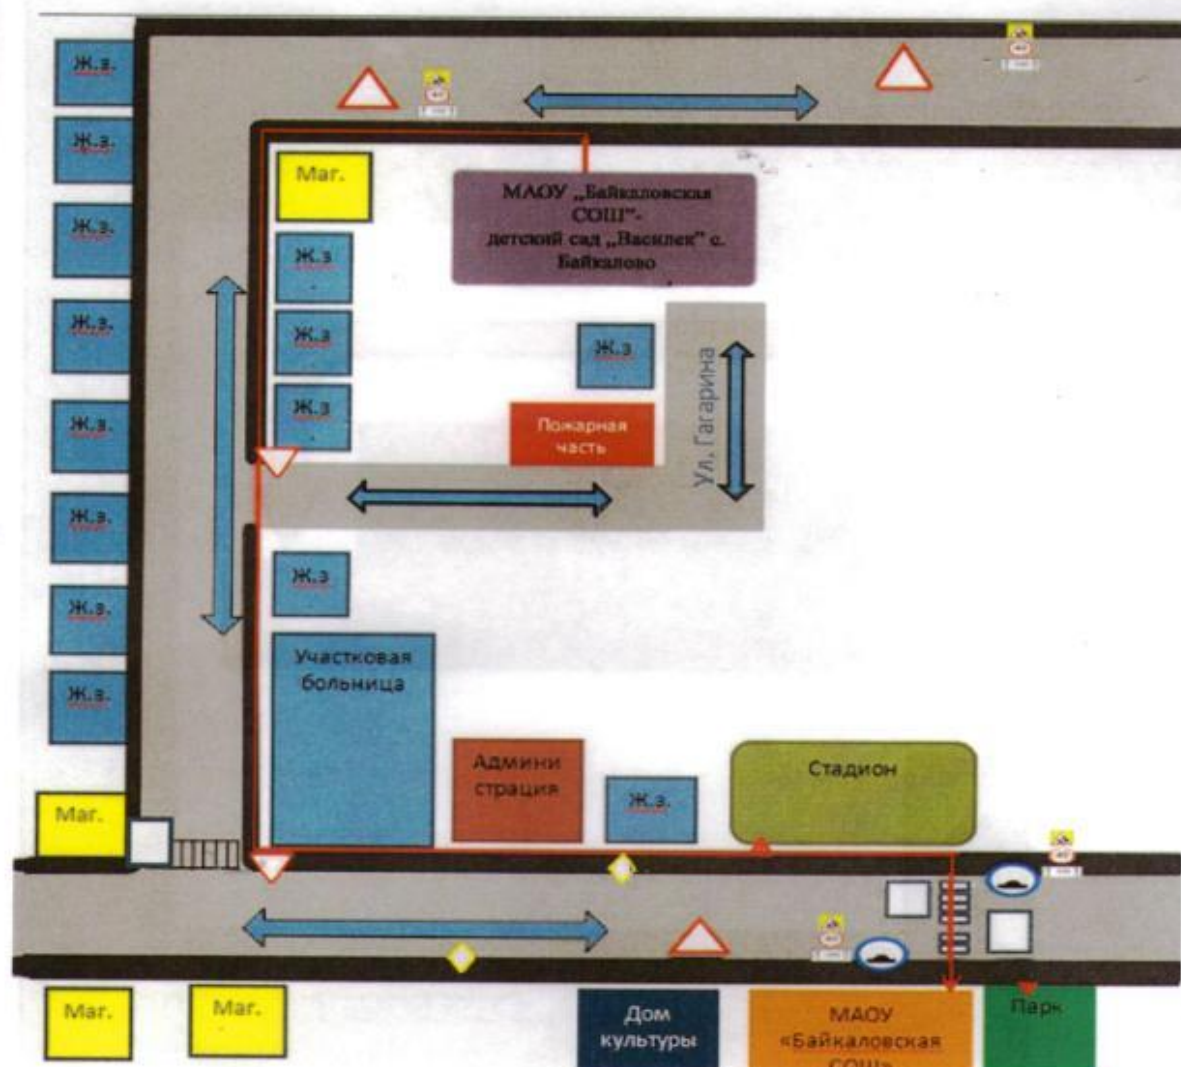 Ж.з.
Ж.з.
Маг.
МАОУ „Байкаловская
СОШ”-
детский сад „Василек” с.
Байкалово
Ж.з.
Ж.з
.
Ж.з.
Ж.з
.
Ж.з
.
Ж.з.
Ж.з
.
Пожарная
часть
Ул. Гагарина
Ж.з.
Ж.з
Ж.з.
Участковая
больница
Ж.з.
Админи
страция
Ж.з.
Стадион
Маг.
Маг.
Маг.
Дом
культуры
МАОУ
«Байкаловская
СОШ»
Парк